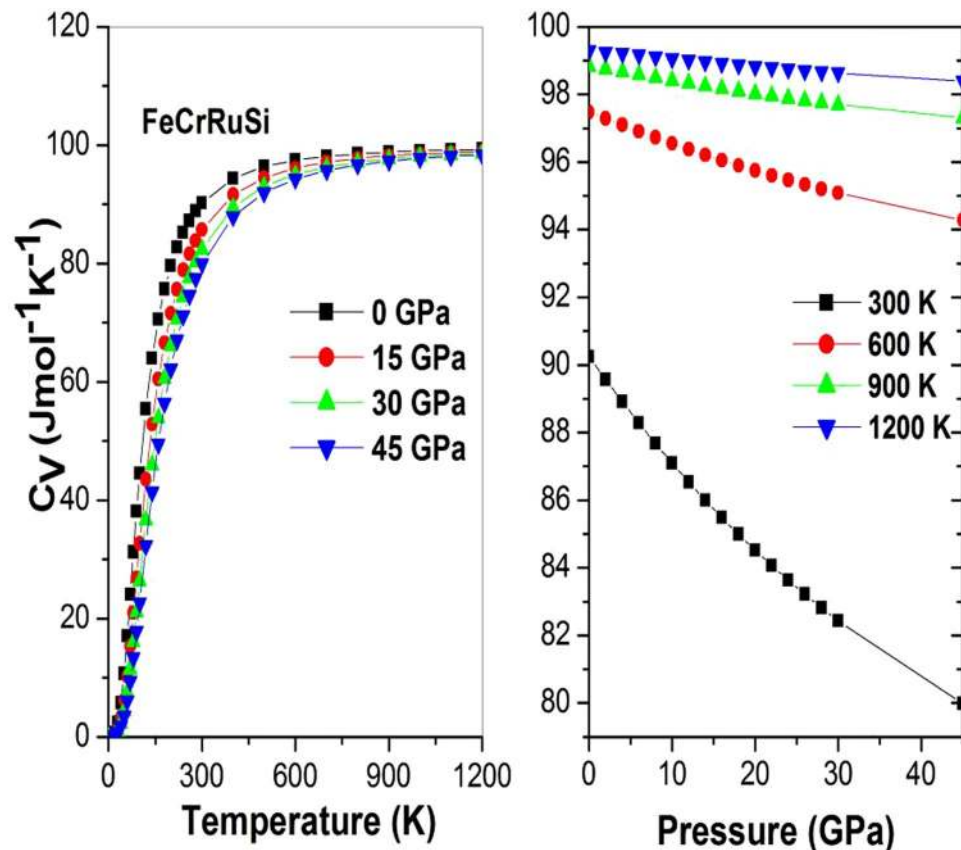 FeCrRuSi
Cv (Jmol⁻¹K⁻¹)
120
100
80
60
40
20
0
0 GPa
15 GPa
30 GPa
45 GPa
0 300 600 900 1200
Temperature (K)
100
98
96
94
92
90
88
86
84
82
80
300 K
600 K
900 K
1200 K
0 10 20 30 40
Pressure (GPa)